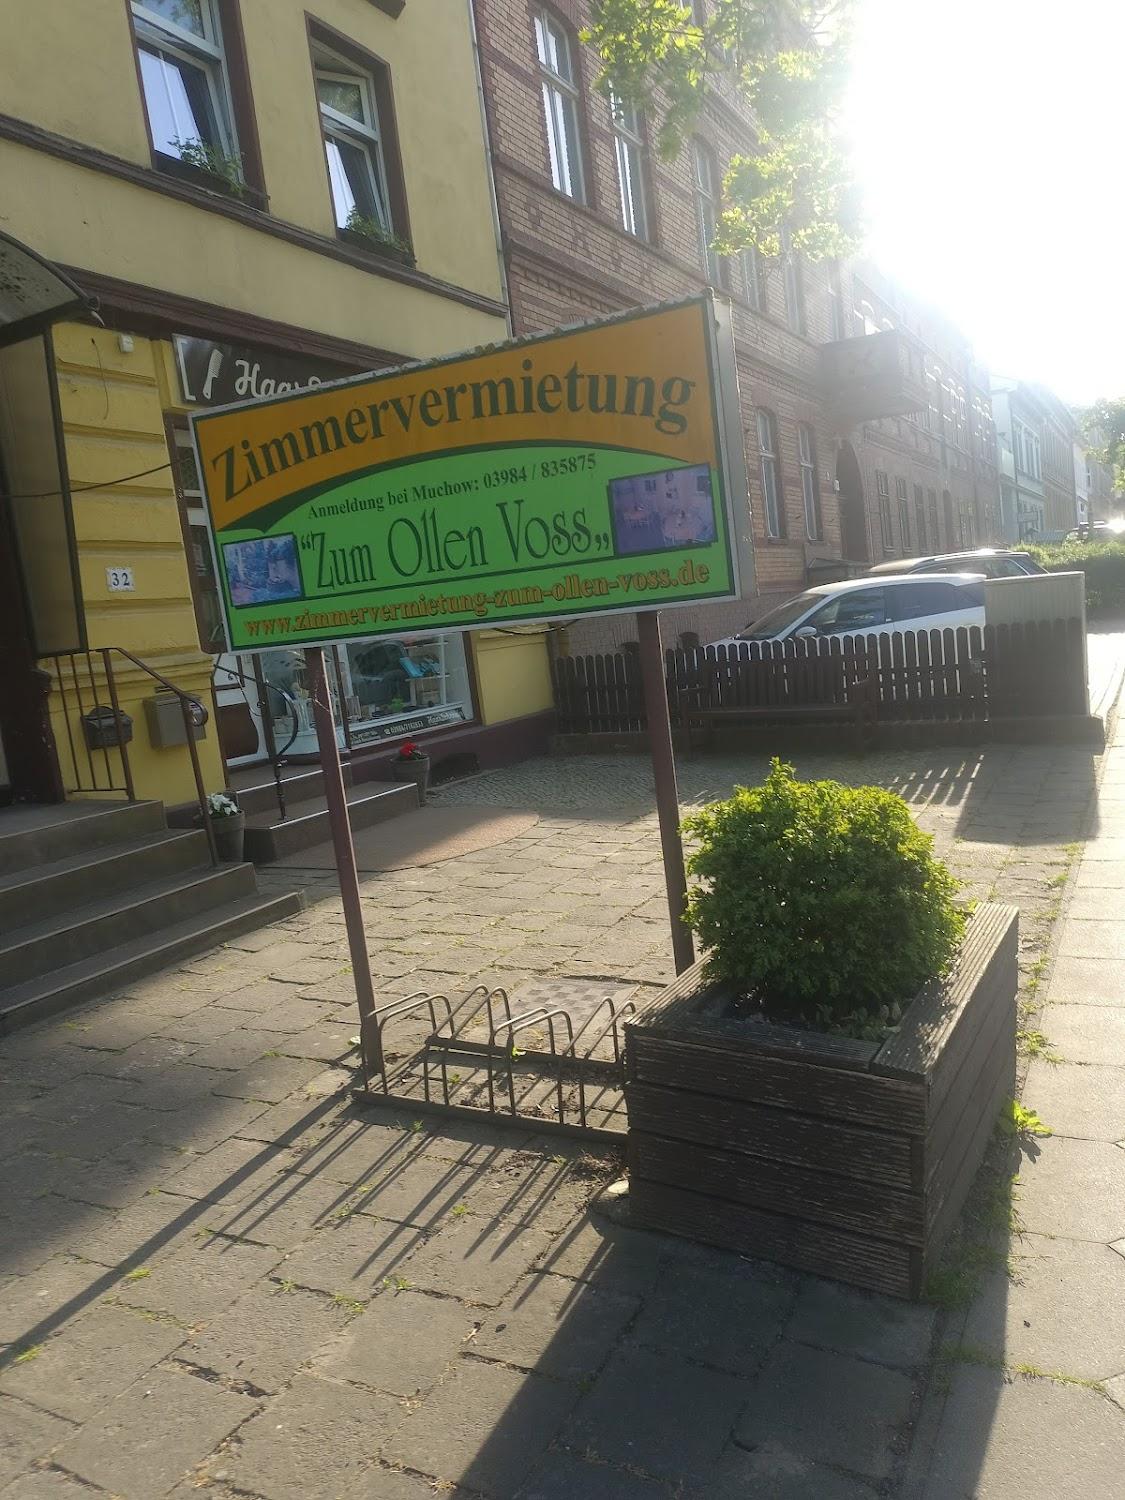 Zimmervermietung
Anmeldung bei Muchow: 03984 / 835875
“Zum Ollen Voss„
www.zimmervermietung-zum-ollen-voss.de
32